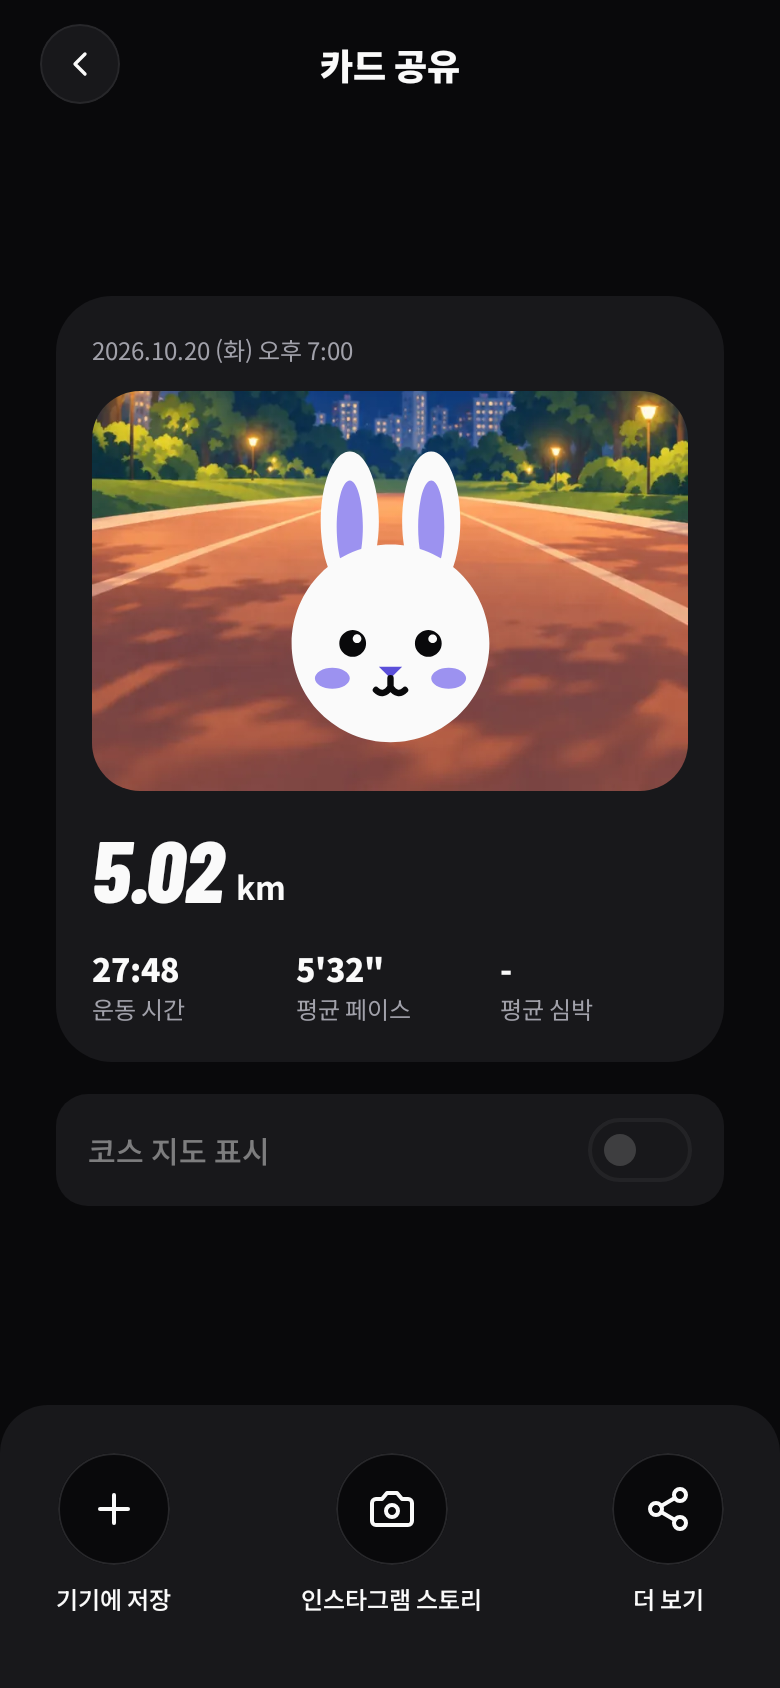 카드 공유
2026.10.20 (화) 오후 7:00
5.02 km
27:48 5'32" -
운동 시간 평균 페이스 평균 심박
코스 지도 표시
기기에 저장 인스타그램 스토리 더 보기